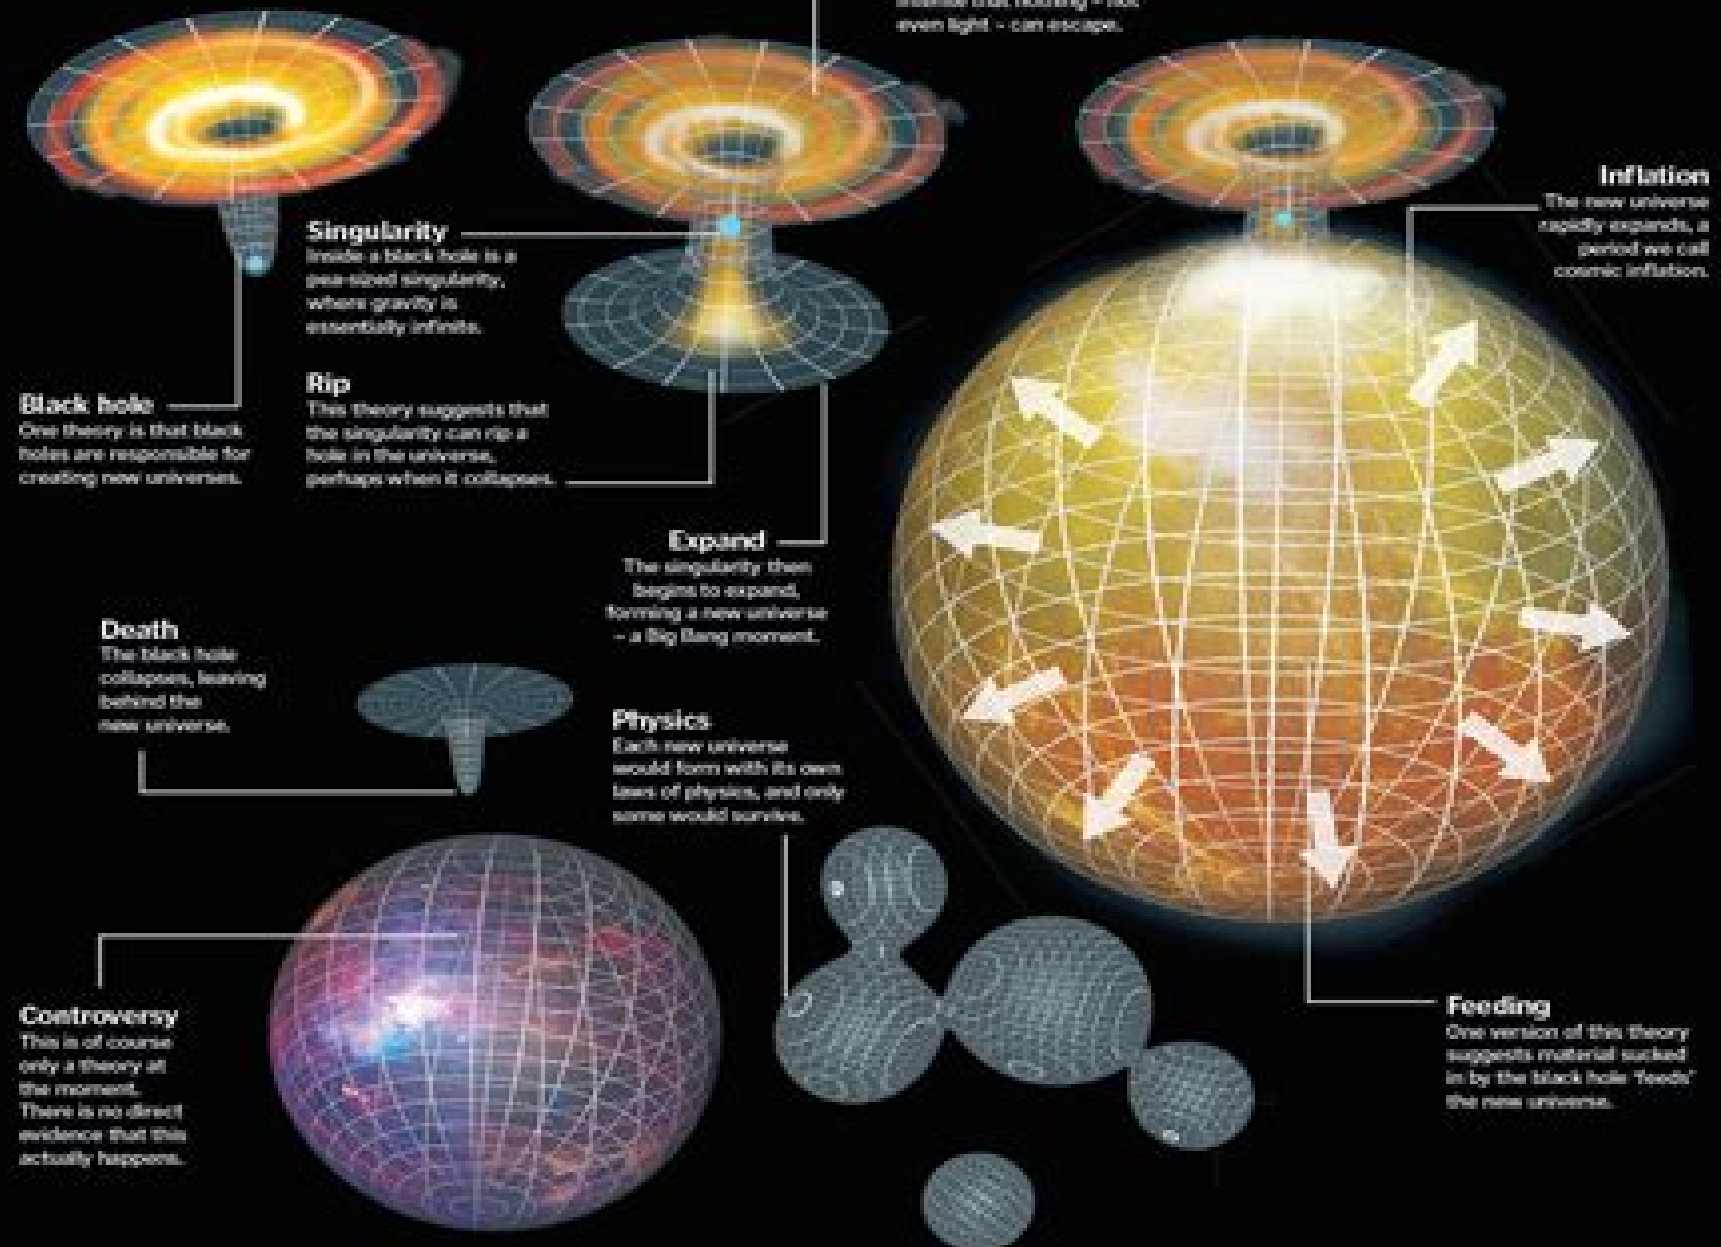 intense that nothing – not
even light – can escape.
Inflation
The new universe
rapidly expands, a
period we call
cosmic inflation.
Singularity
Inside a black hole is a
pea-sized singularity,
where gravity is
essentially infinite.
Black hole
One theory is that black
holes are responsible for
creating new universes.
Rip
This theory suggests that
the singularity can rip a
hole in the universe,
perhaps when it collapses.
Expand
The singularity then
begins to expand,
forming a new universe
– a Big Bang moment.
Death
The black hole
collapses, leaving
behind the
new universe.
Physics
Each new universe
would form with its own
laws of physics, and only
some would survive.
Controversy
This is of course
only a theory at
the moment.
There is no direct
evidence that this
actually happens.
Feeding
One version of this theory
suggests material sucked
in by the black hole 'feeds'
the new universe.